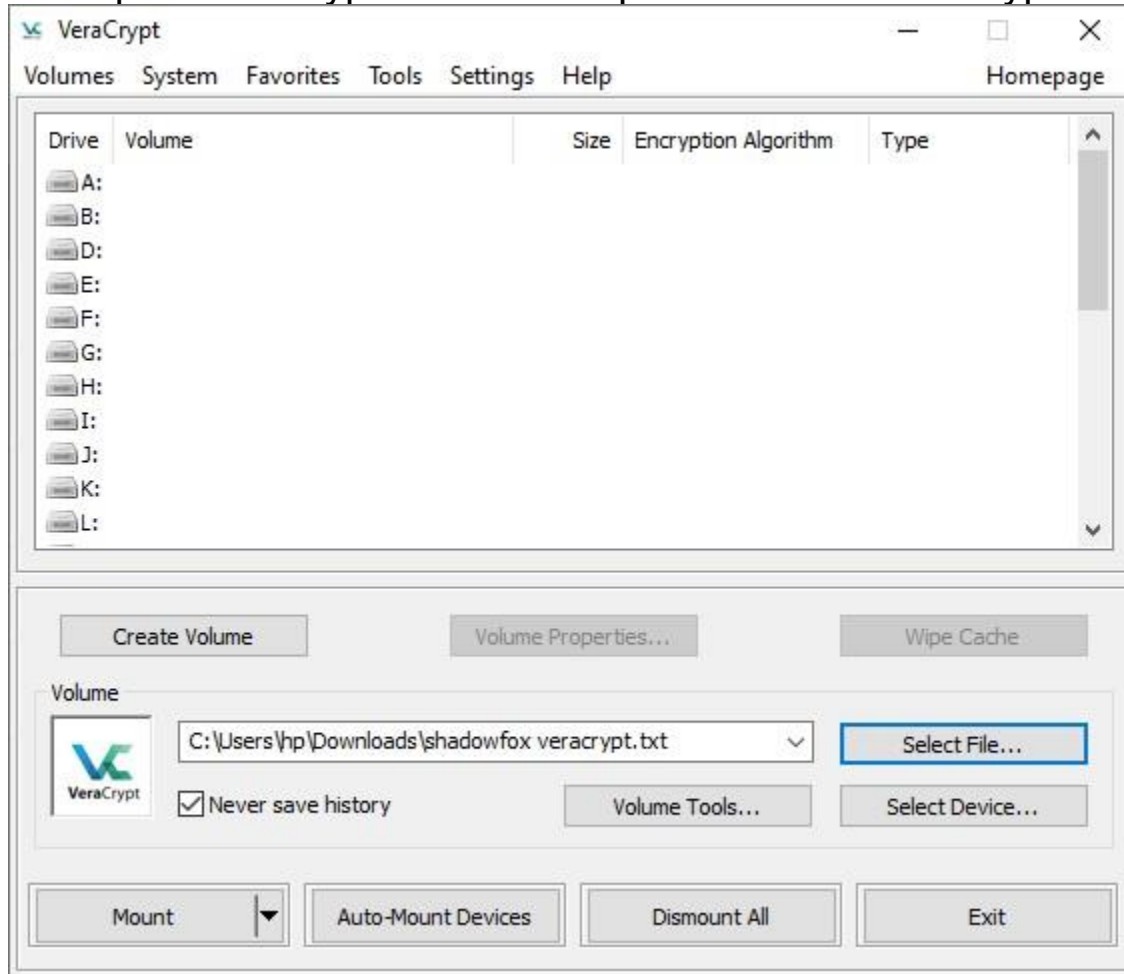 VeraCrypt
Volumes System Favorites Tools Settings Help Homepage
Drive Volume Size Encryption Algorithm Type
A:
B:
D:
E:
F:
G:
H:
I:
J:
K:
L:
Create Volume Volume Properties... Wipe Cache
Volume
C:\Users\hp\Downloads\shadowfox veracrypt.txt Select File...
VeraCrypt
Never save history Volume Tools... Select Device...
Mount Auto-Mount Devices Dismount All Exit